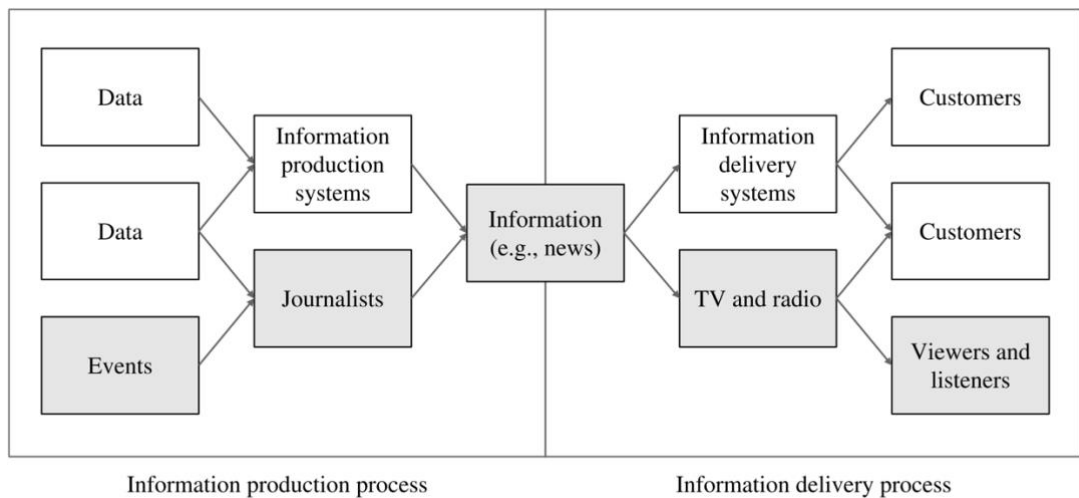 Data
Data
Events
Information
production
systems
Journalists
Information
(e.g., news)
Information
delivery
systems
TV and radio
Customers
Customers
Viewers and
listeners
Information production process
Information delivery process